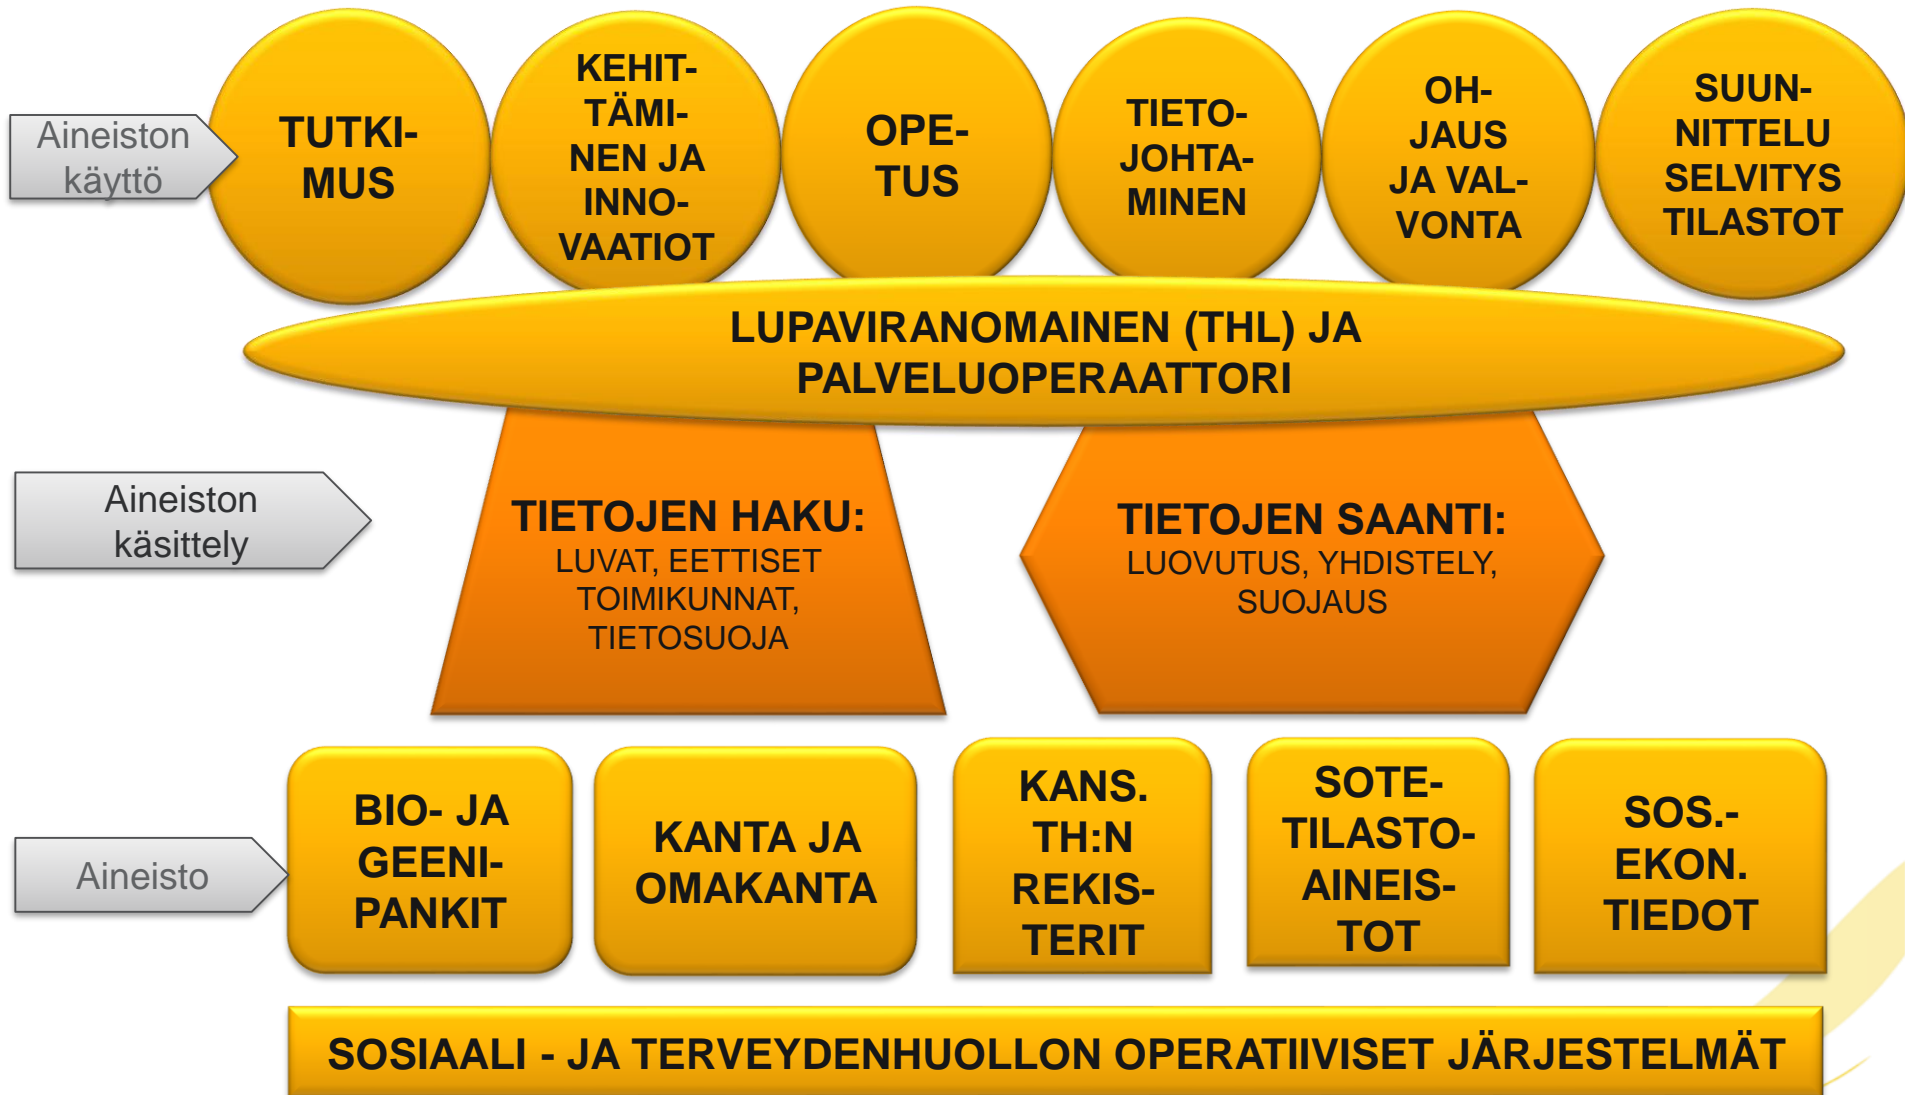 Aineiston
käyttö
TUTKI-
MUS
KEHIT-
TÄMI-
NEN JA
INNO-
VAATIOT
OPE-
TUS
TIETO-
JOHTA-
MINEN
OH-
JAUS
JA VAL-
VONTA
SUUN-
NITTELU
SELVITYS
TILASTOT
LUPAVIRANOMAINEN (THL) JA
PALVELUOPERAATTORI
Aineiston
käsittely
TIETOJEN HAKU:
LUVAT, EETTISET
TOIMIKUNNAT,
TIETOSUOJA
TIETOJEN SAANTI:
LUOVUTUS, YHDISTELY,
SUOJAUS
Aineisto
BIO- JA
GEENI-
PANKIT
KANTA JA
OMAKANTA
KANS.
TH:N
REKIS-
TERIT
SOTE-
TILASTO-
AINEIS-
TOT
SOS.-
EKON.
TIEDOT
SOSIAALI - JA TERVEYDENHUOLLON OPERATIIVISET JÄRJESTELMÄT